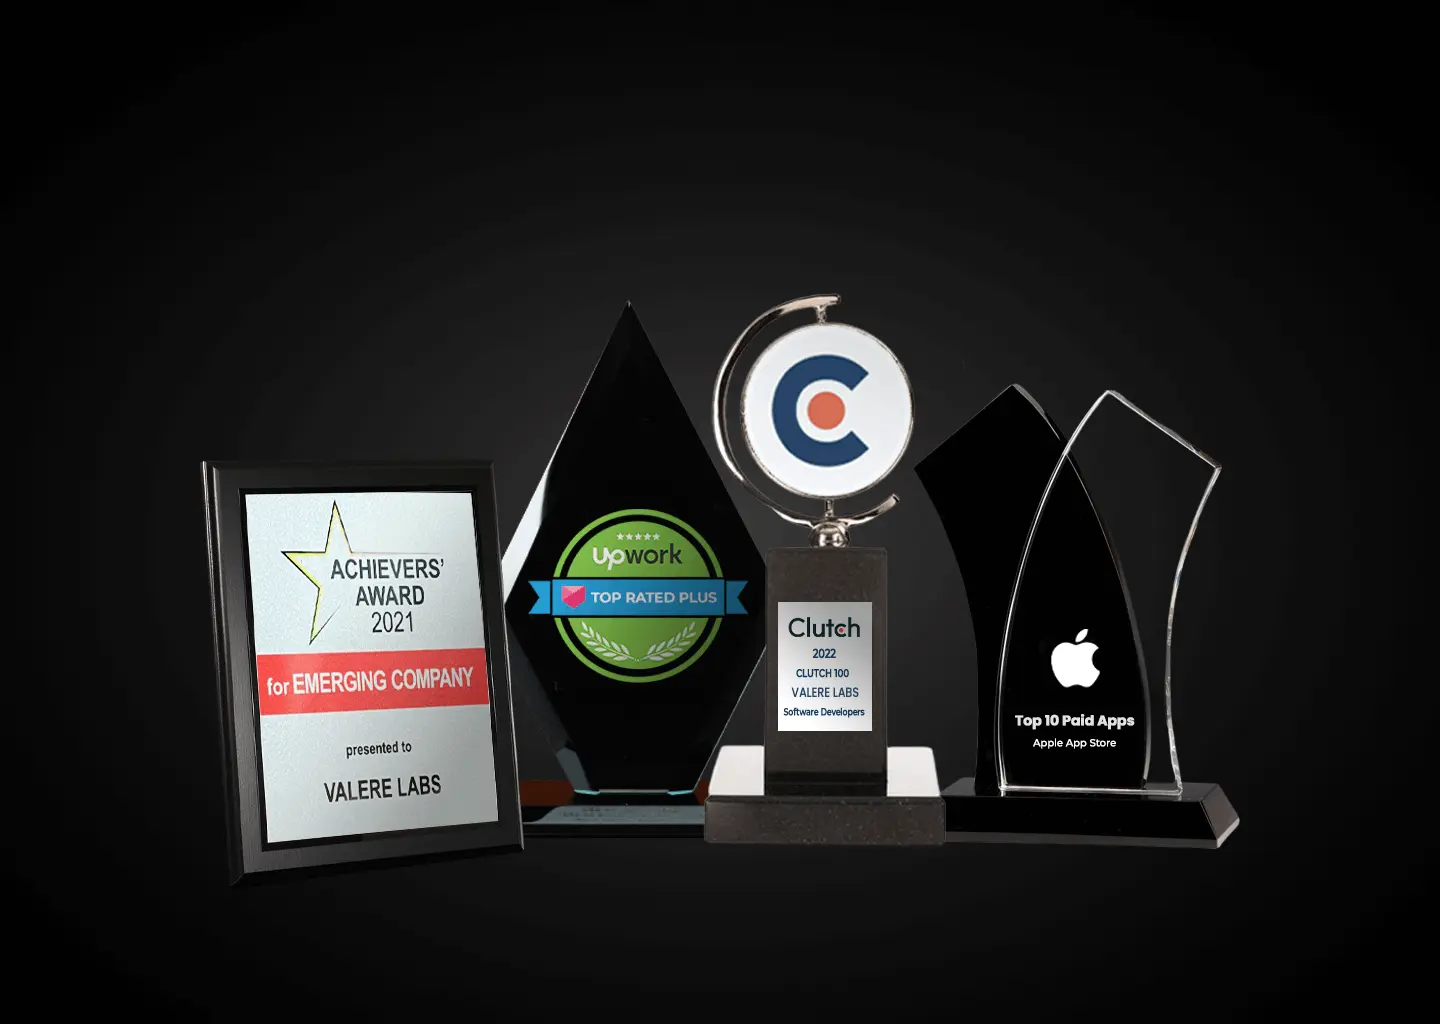 ACHIEVERS'
AWARD
2021
for EMERGING COMPANY
presented to
VALERE LABS
upwork
TOP RATED PLUS
Clutch
2022
CLUTCH 100
VALERE LABS
Software Developers
Top 10 Paid Apps
Apple App Store